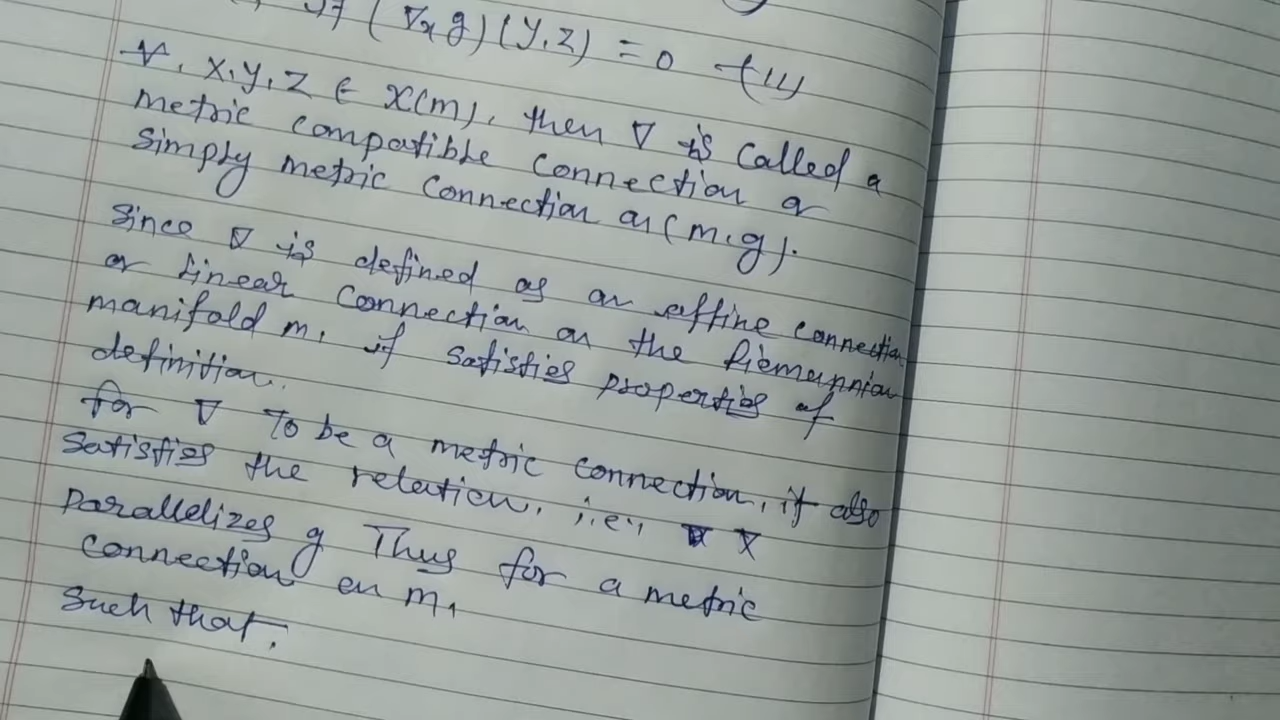 if (∇x g)(Y, Z) = 0
∀, X, Y, Z ∈ X(M), then ∇ is called a
metric compatible connection or
simply metric connection on (M, g).
Since ∇ is defined as an affine connection
or linear connection on the Riemannian
manifold M, it satisfies properties of
definition.
for ∇ To be a metric connection, it also
satisfies the relation, i.e., ∇
Parallelizes g Thus for a metric
connection on M,
such that,